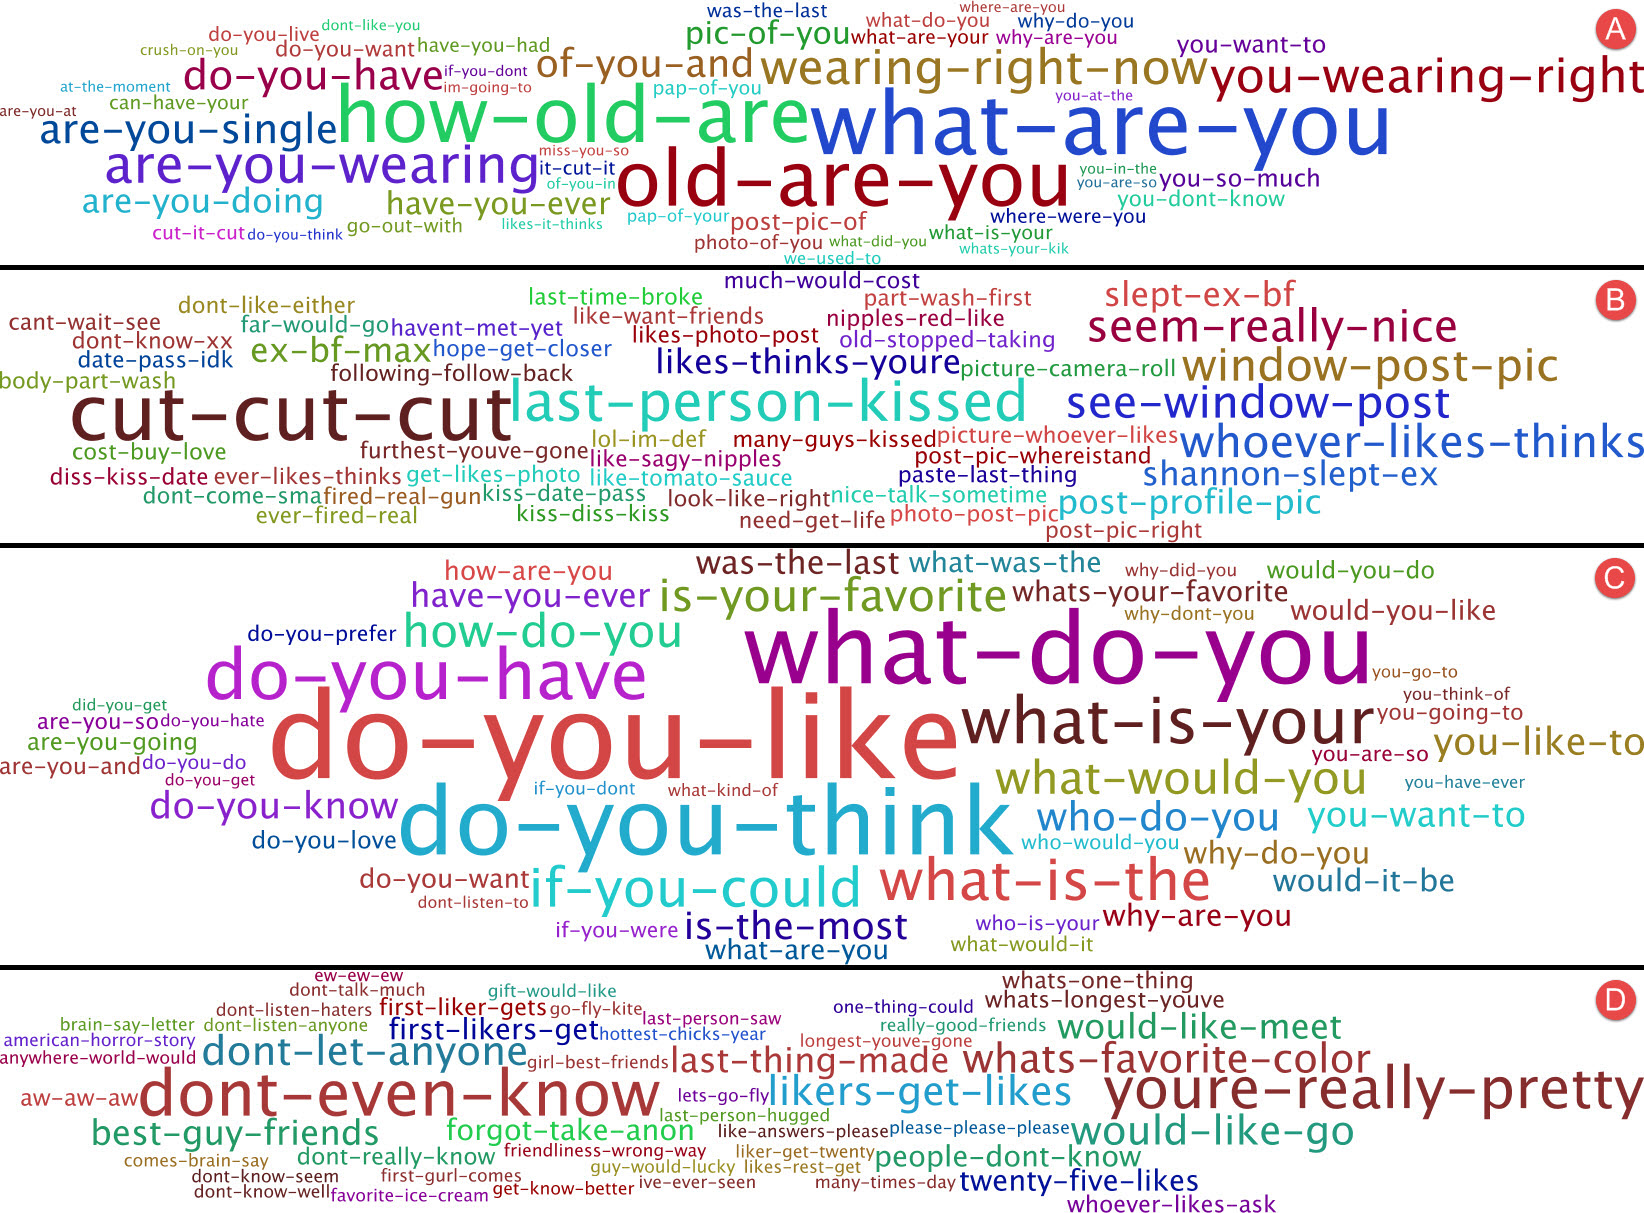 was-the-last where-are-you
do-you-live dont-like-you what-do-you why-do-you A
crush-on-you do-you-want have-you-had pic-of-you what-are-your why-are-you you-want-to
do-you-have if-you-dont of-you-and wearing-right-now you-wearing-right
at-the-moment im-going-to pap-of-you you-at-the
are-you-at can-have-your
are-you-single how-old-are what-are-you
are-you-wearing miss-you-so
it-cut-it you-in-the
of-you-in old-are-you you-are-so you-so-much
are-you-doing have-you-ever you-dont-know
cut-it-cut do-you-think go-out-with likes-it-thinks pap-of-your post-pic-of where-were-you
photo-of-you what-did-you what-is-your
we-used-to whats-your-kik
much-would-cost
dont-like-either last-time-broke part-wash-first slept-ex-bf B
cant-wait-see far-would-go havent-met-yet like-want-friends nipples-red-like seem-really-nice
dont-know-xx likes-photo-post old-stopped-taking
date-pass-idk ex-bf-max hope-get-closer likes-thinks-youre picture-camera-roll window-post-pic
body-part-wash following-follow-back
cut-cut-cut last-person-kissed see-window-post
cost-buy-love furthest-youve-gone lol-im-def many-guys-kissed picture-whoever-likes whoever-likes-thinks
like-sagy-nipples post-pic-whereistand
diss-kiss-date ever-likes-thinks get-likes-photo like-tomato-sauce paste-last-thing shannon-slept-ex
dont-come-sma fired-real-gun kiss-date-pass look-like-right nice-talk-sometime post-profile-pic
ever-fired-real kiss-diss-kiss need-get-life photo-post-pic
post-pic-right
was-the-last what-was-the
how-are-you why-did-you would-you-do C
have-you-ever is-your-favorite whats-your-favorite
why-dont-you would-you-like
do-you-prefer how-do-you what-do-you
do-you-have you-go-to
did-you-get you-think-of
are-you-so do-you-hate do-you-like what-is-your you-going-to
are-you-going you-like-to
are-you-and do-you-do you-are-so
do-you-get if-you-dont what-kind-of what-would-you you-have-ever
do-you-know do-you-think who-do-you you-want-to
do-you-love who-would-you why-do-you
do-you-want if-you-could what-is-the would-it-be
dont-listen-to
if-you-were is-the-most who-is-your why-are-you
what-are-you what-would-it
ew-ew-ew whats-one-thing
dont-talk-much gift-would-like
dont-listen-haters first-liker-gets go-fly-kite one-thing-could whats-longest-youve D
brain-say-letter dont-listen-anyone first-likers-get last-person-saw really-good-friends would-like-meet
american-horror-story hottest-chicks-year longest-youve-gone
anywhere-world-would dont-let-anyone girl-best-friends last-thing-made whats-favorite-color
aw-aw-aw dont-even-know lets-go-fly likers-get-likes youre-really-pretty
last-person-hugged
best-guy-friends forgot-take-anon like-answers-please please-please-please would-like-go
comes-brain-say dont-really-know friendliness-wrong-way liker-get-twenty people-dont-know
dont-know-seem first-gurl-comes guy-would-lucky likes-rest-get
dont-know-well favorite-ice-cream get-know-better ive-ever-seen many-times-day twenty-five-likes
whoever-likes-ask